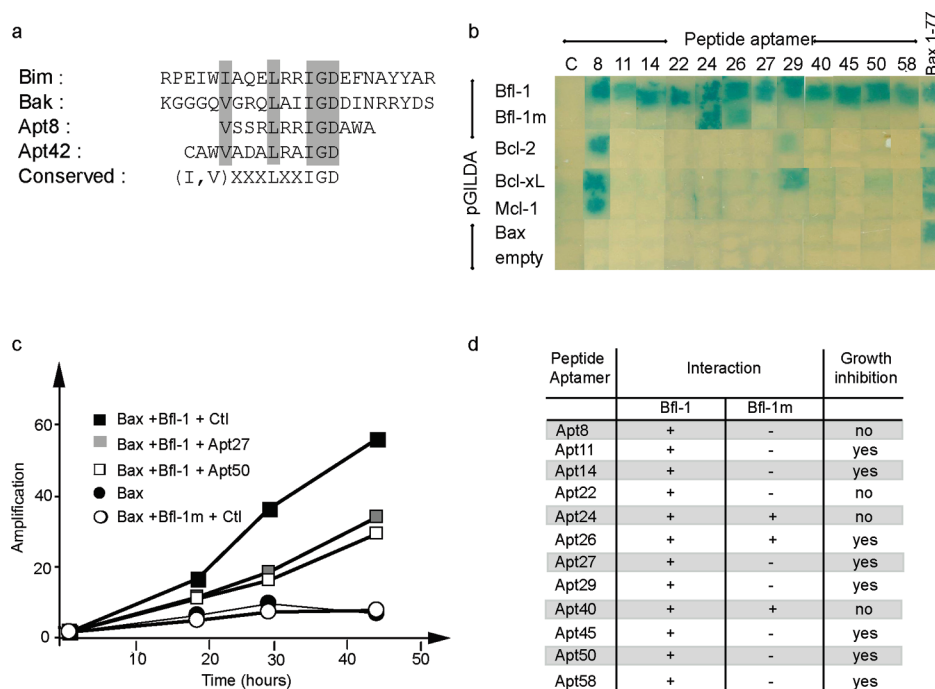 a
Bim : RPEIWIAQELRRIGDEFNAYYAR
Bak : KGGGQVGRQLAIIGDDINRRYDS
Apt8 : VSSRLRRIGDAWA
Apt42 : CAWVADALRAIGD
Conserved : (I,V)XXXLXXIGD
b
Peptide aptamer
C 8 11 14 22 24 26 27 29 40 45 50 58 Bax 1-77
pGILDA
Bfl-1
Bfl-1m
Bcl-2
Bcl-xL
Mcl-1
Bax
empty
c
Amplification
60
40
20
0
10 20 30 40 50
Time (hours)
Bax +Bfl-1 + Ctl
Bax +Bfl-1 + Apt27
Bax +Bfl-1 + Apt50
Bax
Bax +Bfl-1m + Ctl
d
Peptide Interaction Growth
Aptamer inhibition
Bfl-1 Bfl-1m
Apt8 + - no
Apt11 + - yes
Apt14 + - yes
Apt22 + - no
Apt24 + + no
Apt26 + + yes
Apt27 + - yes
Apt29 + - yes
Apt40 + + no
Apt45 + - yes
Apt50 + - yes
Apt58 + - yes